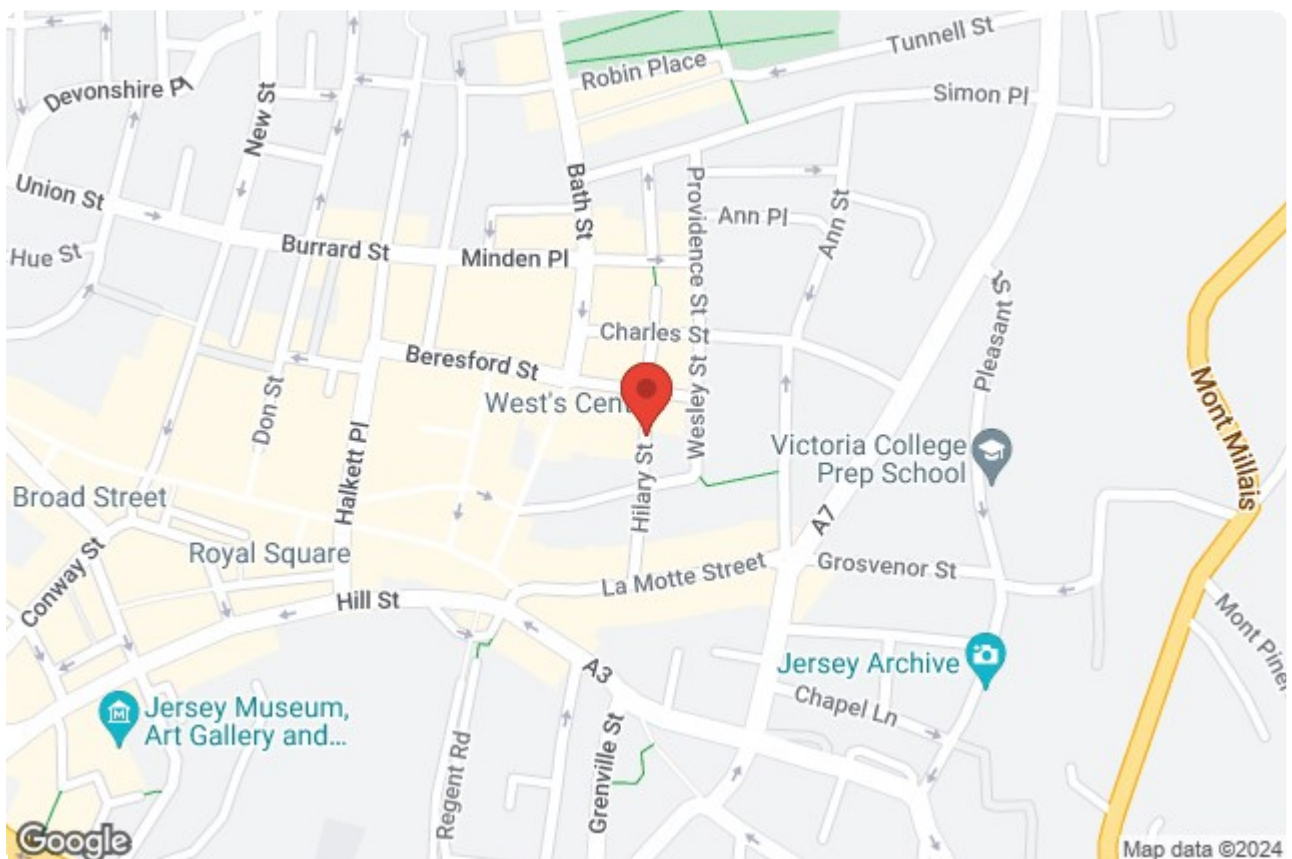 Tunnell St
Robin Place
Devonshire Pl
Simon Pl
New St
Bath St
Union St
Providence St
Ann St
Ann Pl
Hue St
Burrard St
Minden Pl
Pleasant St
Charles St
Beresford St
Wesley St
West's Cent
Don St
Halkett Pl
Mont Millais
Victoria College
Prep School
Broad Street
Hilary St
A7
Royal Square
Conway St
La Motte Street
Grosvenor St
Hill St
Mont Pine
A3
Jersey Archive
Chapel Ln
Jersey Museum,
Art Gallery and...
Grenville St
Regent Rd
Google
Map data ©2024